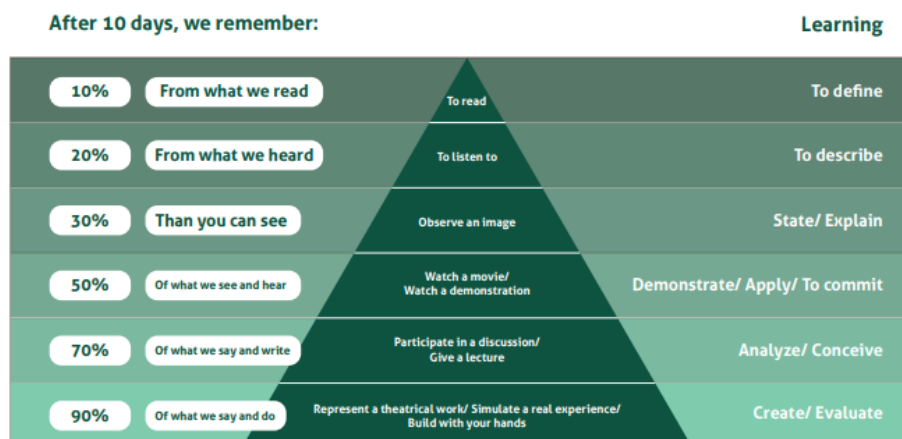 After 10 days, we remember:
Learning
10%
From what we read
To read
To define
20%
From what we heard
To listen to
To describe
30%
Than you can see
Observe an image
State/ Explain
50%
Of what we see and hear
Watch a movie/
Watch a demonstration
Demonstrate/ Apply/ To commit
70%
Of what we say and write
Participate in a discussion/
Give a lecture
Analyze/ Conceive
90%
Of what we say and do
Represent a theatrical work/ Simulate a real experience/
Build with your hands
Create/ Evaluate